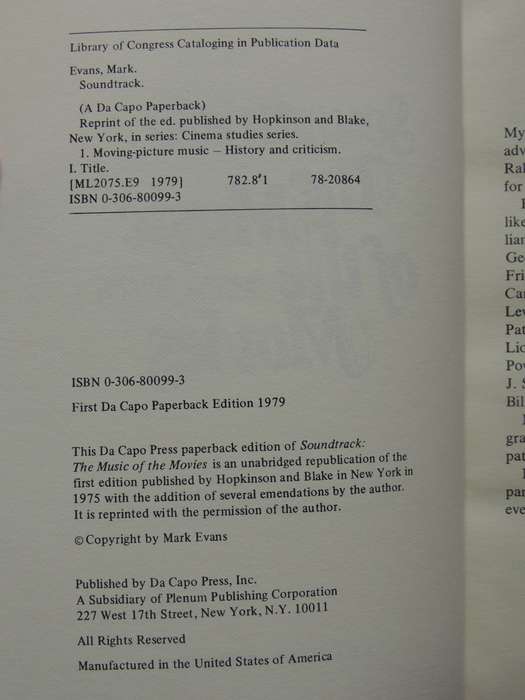 Library of Congress Cataloging in Publication Data
Evans, Mark.
Soundtrack.
(A Da Capo Paperback)
Reprint of the ed. published by Hopkinson and Blake,
New York, in series: Cinema studies series.
1. Moving-picture music – History and criticism.
I. Title.
[ML2075.E9 1979] 782.8'1 78-20864
ISBN 0-306-80099-3
ISBN 0-306-80099-3
First Da Capo Paperback Edition 1979
This Da Capo Press paperback edition of Soundtrack:
The Music of the Movies is an unabridged republication of the
first edition published by Hopkinson and Blake in New York in
1975 with the addition of several emendations by the author.
It is reprinted with the permission of the author.
© Copyright by Mark Evans
Published by Da Capo Press, Inc.
A Subsidiary of Plenum Publishing Corporation
227 West 17th Street, New York, N.Y. 10011
All Rights Reserved
Manufactured in the United States of America
My
adv
Ral
for
like
lian
Geo
Fri
Car
Lew
Pat
Lio
Pov
J. S
Bil
gra
pat
par
eve